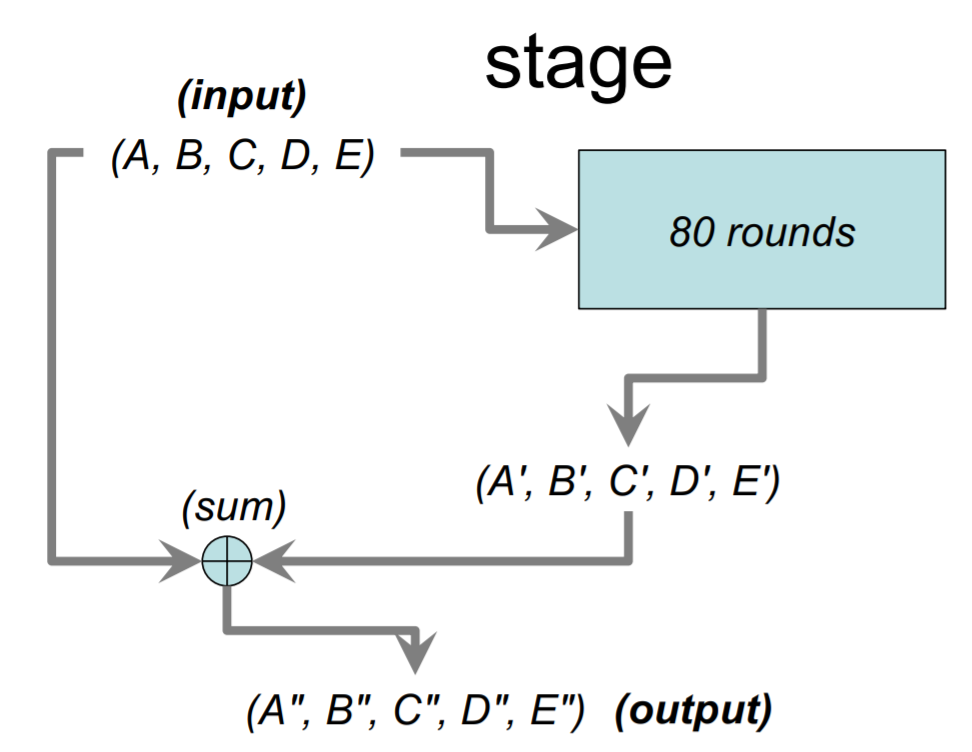 stage
(input)
(A, B, C, D, E)
80 rounds
(A', B', C', D', E')
(sum)
(A", B", C", D", E") (output)